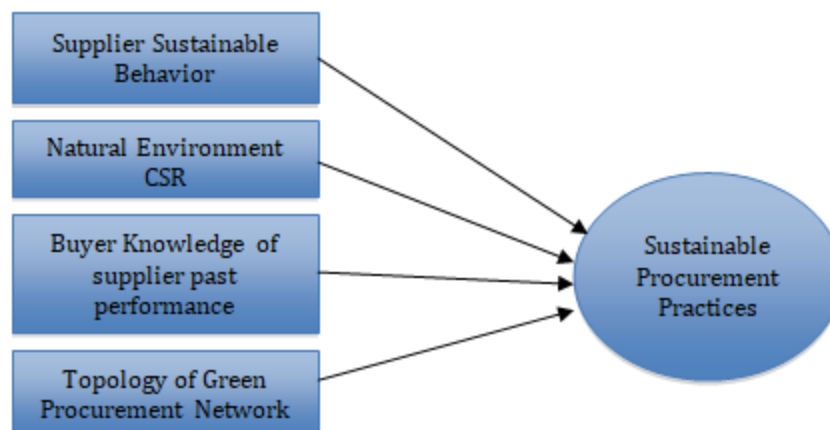 Supplier Sustainable
Behavior
Natural Environment
CSR
Buyer Knowledge of
supplier past
performance
Topology of Green
Procurement Network
Sustainable
Procurement
Practices